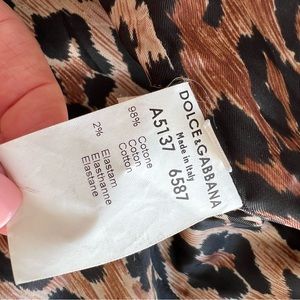 DOLCE&GABBANA
Made in Italy
A5137 6587
98% Cotone
Coton
Cotton
2% Elastam
Elasthanne
Elastane